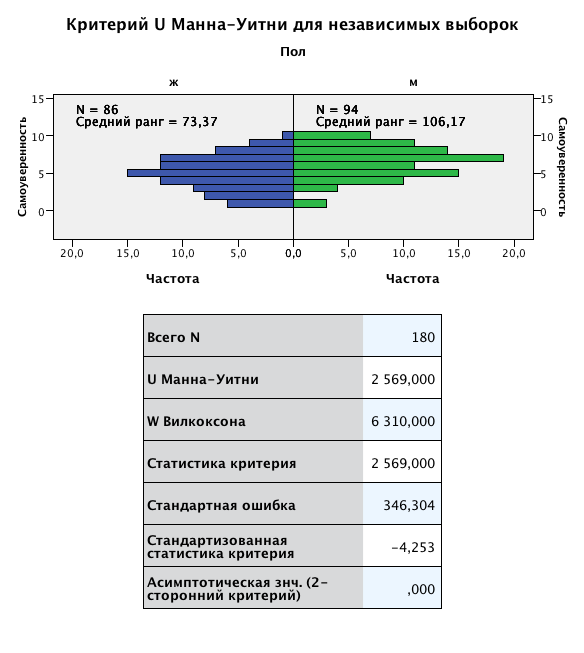 Критерий U Манна-Уитни для независимых выборок
Пол
ж м
N = 86 N = 94
Средний ранг = 73,37 Средний ранг = 106,17
Самоуверенность
15
10
5
0
Самоуверенность
15
10
5
0
20,0 15,0 10,0 5,0 0,0 5,0 10,0 15,0 20,0
Частота Частота
Всего N 180
U Манна-Уитни 2 569,000
W Вилкоксона 6 310,000
Статистика критерия 2 569,000
Стандартная ошибка 346,304
Стандартизованная
статистика критерия -4,253
Асимптотическая знч. (2-
сторонний критерий) ,000